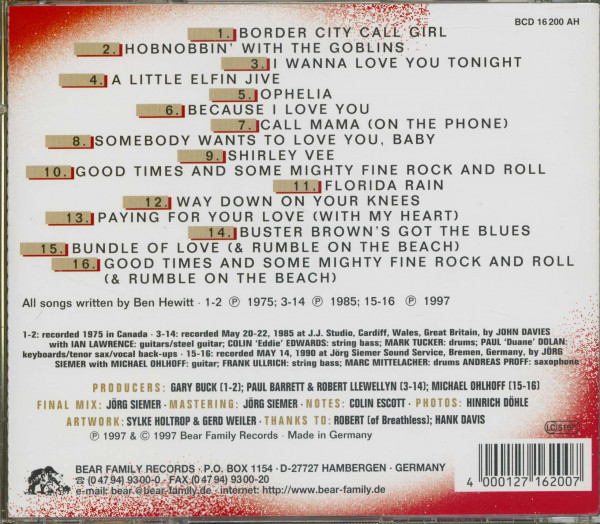 BCD 16 200 AH
1. BORDER CITY CALL GIRL
2. HOBNOBBIN' WITH THE GOBLINS
3. I WANNA LOVE YOU TONIGHT
4. A LITTLE ELFIN JIVE
5. OPHELIA
6. BECAUSE I LOVE YOU
7. CALL MAMA (ON THE PHONE)
8. SOMEBODY WANTS TO LOVE YOU, BABY
9. SHIRLEY VEE
10. GOOD TIMES AND SOME MIGHTY FINE ROCK AND ROLL
11. FLORIDA RAIN
12. WAY DOWN ON YOUR KNEES
13. PAYING FOR YOUR LOVE (WITH MY HEART)
14. BUSTER BROWN'S GOT THE BLUES
15. BUNDLE OF LOVE (& RUMBLE ON THE BEACH)
16. GOOD TIMES AND SOME MIGHTY FINE ROCK AND ROLL
(& RUMBLE ON THE BEACH)
All songs written by Ben Hewitt · 1-2 ℗ 1975; 3-14 ℗ 1985; 15-16 ℗ 1997
1-2: recorded 1975 in Canada · 3-14: recorded May 20-22, 1985 at J.J. Studio, Cardiff, Wales, Great Britain, by JOHN DAVIES
with IAN LAWRENCE: guitars/steel guitar; COLIN 'Eddie' EDWARDS: string bass; MARK TUCKER: drums; PAUL 'Duane' DOLAN:
keyboards/tenor sax/vocal back-ups · 15-16: recorded MAY 14, 1990 at Jörg Siemer Sound Service, Bremen, Germany, by JÖRG
SIEMER with MICHAEL OHLHOFF: guitar; FRANK ULLRICH: string bass; MARC MITTELACHER: drums ANDREAS PROFF: saxophone
PRODUCERS: GARY BUCK (1-2); PAUL BARRETT & ROBERT LLEWELLYN (3-14); MICHAEL OHLHOFF (15-16)
FINAL MIX: JÖRG SIEMER · MASTERING: JÖRG SIEMER · NOTES: COLIN ESCOTT · PHOTOS: HINRICH DÖHLE
ARTWORK: SYLKE HOLTROP & GERD WEILER · THANKS TO: ROBERT (of Breathless); HANK DAVIS
℗ 1997 & © 1997 Bear Family Records · Made in Germany
BEAR FAMILY RECORDS · P.O. BOX 1154 · D-27727 HAMBERGEN · GERMANY
☎ (0 47 94) 9300-0 · FAX (0 47 94) 9300-20
e-mail: bear @bear-family.de · internet: http://www.bear-family.de
4 000127 162007